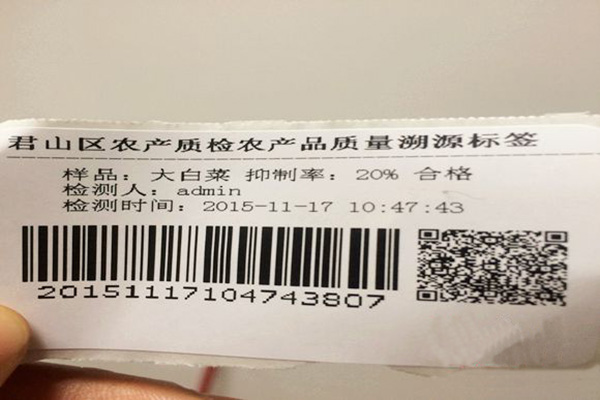 君山区农产质检农产品质量溯源标签
样品：大白菜 抑制率：20% 合格
检测人：admin
检测时间：2015-11-17 10:47:43
20151117104743807